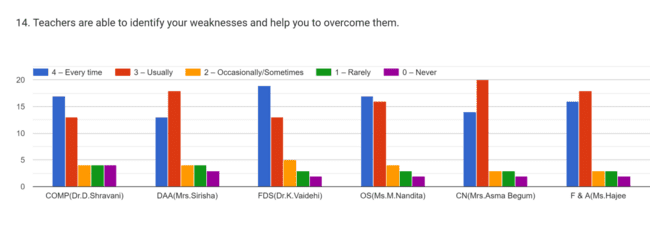 14. Teachers are able to identify your weaknesses and help you to overcome them.
4 – Every time 3 – Usually 2 – Occasionally/Sometimes 1 – Rarely 0 – Never
20
15
10
5
0
COMP(Dr.D.Shravani) DAA(Mrs.Sirisha) FDS(Dr.K.Vaidehi) OS(Ms.M.Nandita) CN(Mrs.Asma Begum) F & A(Ms.Hajee